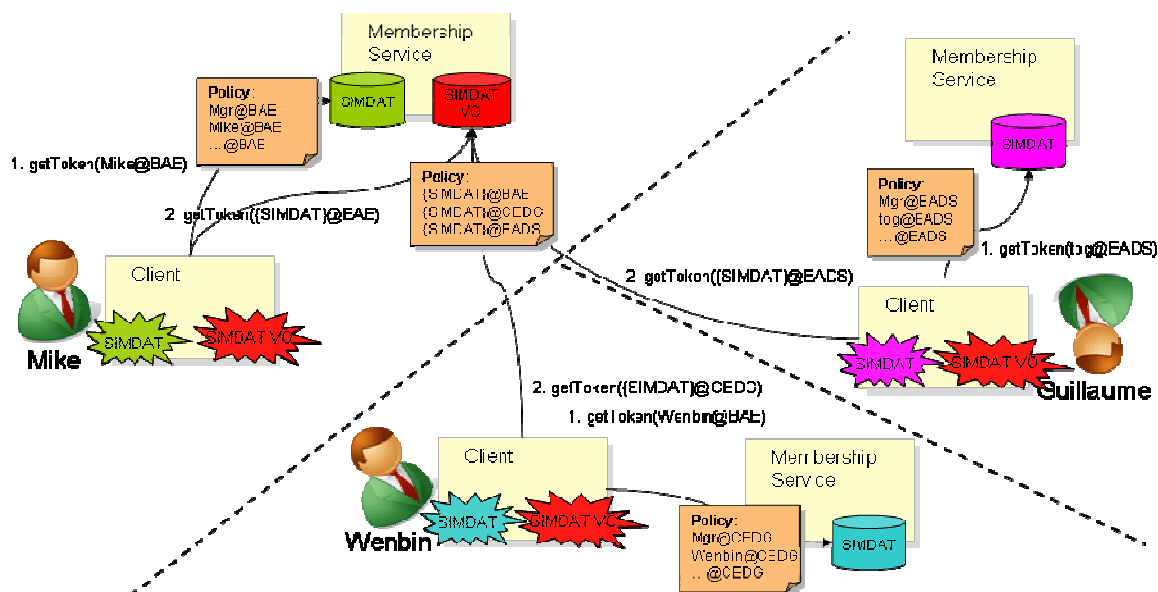 Membership
Service
SIMDAT
SIMDAT
VO
Policy:
Mgr@BAE
Mike@BAE
...@BAE
1. getToken(Mike@BAE)
2. getToken({SIMDAT}@EAE)
Policy:
{SIMDAT}@BAE
{SIMDAT}@CEDG
{SIMDAT}@EADS
Client
SIMDAT
SIMDAT VO
Mike
Membership
Service
SIMDAT
Policy:
Mgr@EADS
tog@EADS
...@EADS
1. getToken(tog@EADS)
2. getToken({SIMDAT}@EADS)
Client
SIMDAT
SIMDAT VO
Guillaume
2. getToken({SIMDAT}@CEDG)
1. getToken(Wenbin@BAE)
Client
SIMDAT
SIMDAT VO
Wenbin
Membership
Service
SIMDAT
Policy:
Mgr@CEDG
Wenbin@CEDG
...@CEDG